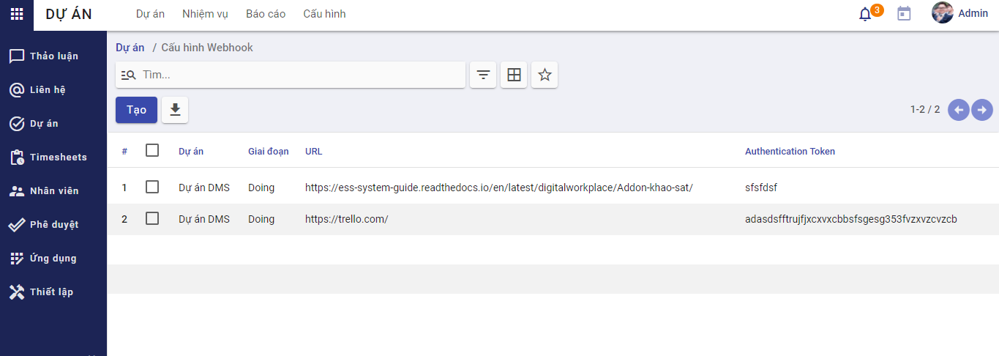 DỰ ÁN
Dự án Nhiệm vụ Báo cáo Cấu hình
3
Admin
Thảo luận
Liên hệ
Dự án
Timesheets
Nhân viên
Phê duyệt
Ứng dụng
Thiết lập
Dự án / Cấu hình Webhook
Tìm...
Tạo
1-2 / 2
# Dự án Giai đoạn URL Authentication Token
1 Dự án DMS Doing https://ess-system-guide.readthedocs.io/en/latest/digitalworkplace/Addon-khao-sat/ sfsfdsf
2 Dự án DMS Doing https://trello.com/ adasdsfftrujfjxcxvxcbbsfsgesg353fvzxvzcvzcb